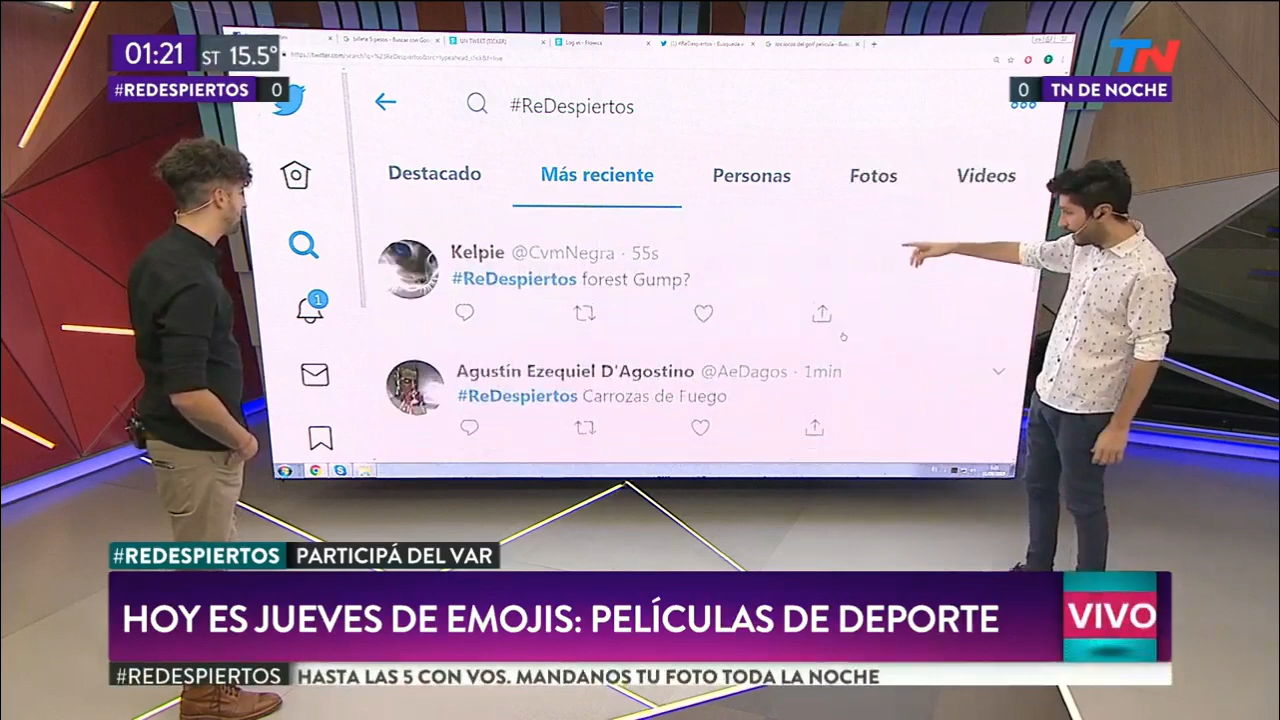 01:21 ST 15.5°
#REDESPIERTOS 0
TN
0 TN DE NOCHE
#ReDespiertos
Destacado Más reciente Personas Fotos Videos
Kelpie @CvmNegra · 55s
#ReDespiertos forest Gump?
1
Agustín Ezequiel D'Agostino @AeDagos · 1min
#ReDespiertos Carrozas de Fuego
#REDESPIERTOS PARTICIPÁ DEL VAR
HOY ES JUEVES DE EMOJIS: PELÍCULAS DE DEPORTE
VIVO
#REDESPIERTOS HASTA LAS 5 CON VOS. MANDANOS TU FOTO TODA LA NOCHE